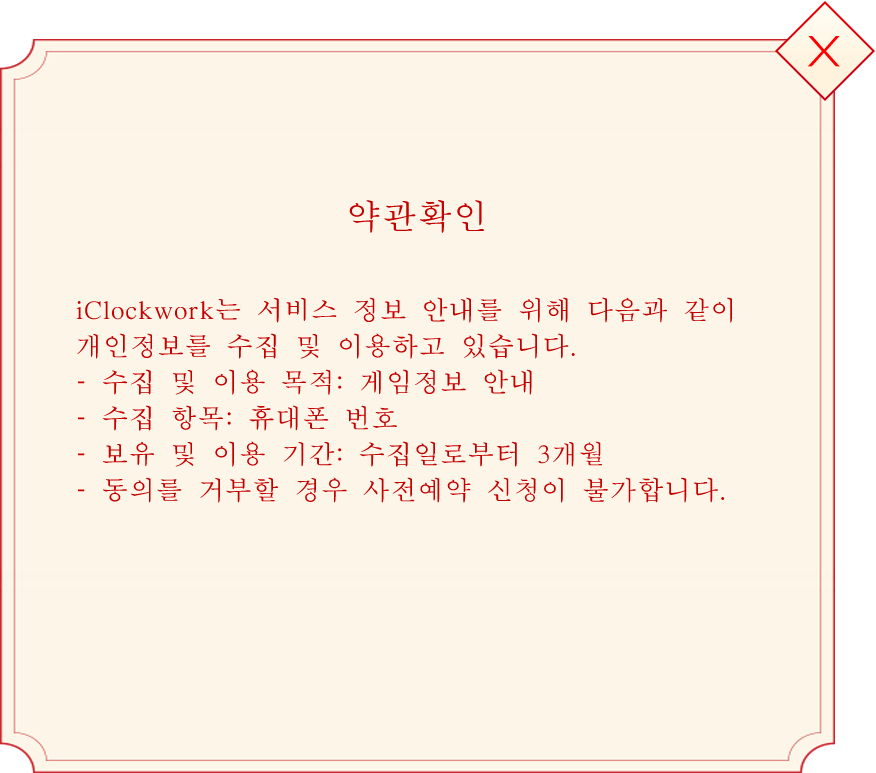 X
약관확인
iClockwork는 서비스 정보 안내를 위해 다음과 같이
개인정보를 수집 및 이용하고 있습니다.
- 수집 및 이용 목적: 게임정보 안내
- 수집 항목: 휴대폰 번호
- 보유 및 이용 기간: 수집일로부터 3개월
- 동의를 거부할 경우 사전예약 신청이 불가합니다.